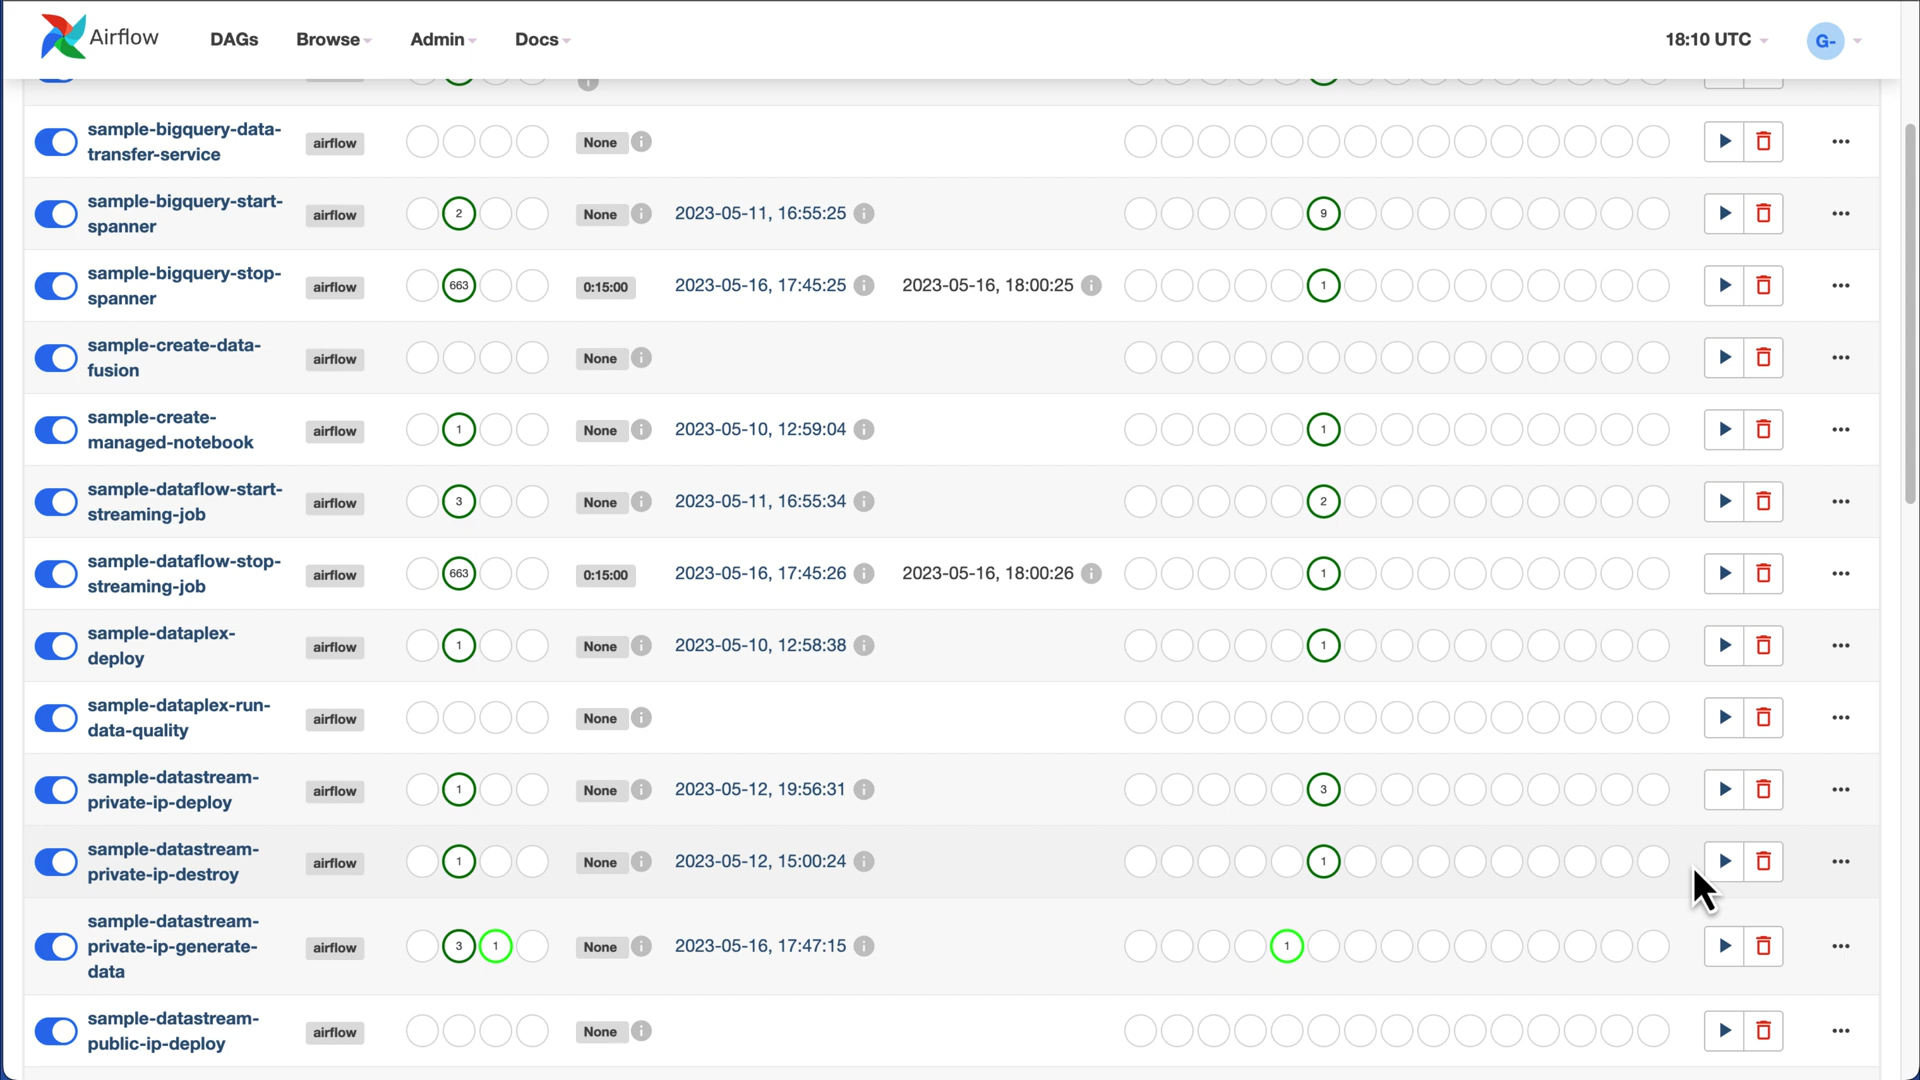 Airflow DAGs Browse Admin Docs 18:10 UTC G-
sample-bigquery-data-
transfer-service airflow None
sample-bigquery-start-
spanner airflow 2 None 2023-05-11, 16:55:25 9
sample-bigquery-stop-
spanner airflow 663 0:15:00 2023-05-16, 17:45:25 2023-05-16, 18:00:25 1
sample-create-data-
fusion airflow None
sample-create-
managed-notebook airflow 1 None 2023-05-10, 12:59:04 1
sample-dataflow-start-
streaming-job airflow 3 None 2023-05-11, 16:55:34 2
sample-dataflow-stop-
streaming-job airflow 663 0:15:00 2023-05-16, 17:45:26 2023-05-16, 18:00:26 1
sample-dataplex-
deploy airflow 1 None 2023-05-10, 12:58:38 1
sample-dataplex-run-
data-quality airflow None
sample-datastream-
private-ip-deploy airflow 1 None 2023-05-12, 19:56:31 3
sample-datastream-
private-ip-destroy airflow 1 None 2023-05-12, 15:00:24 1
sample-datastream-
private-ip-generate- airflow 3 1 None 2023-05-16, 17:47:15 1
data
sample-datastream-
public-ip-deploy airflow None